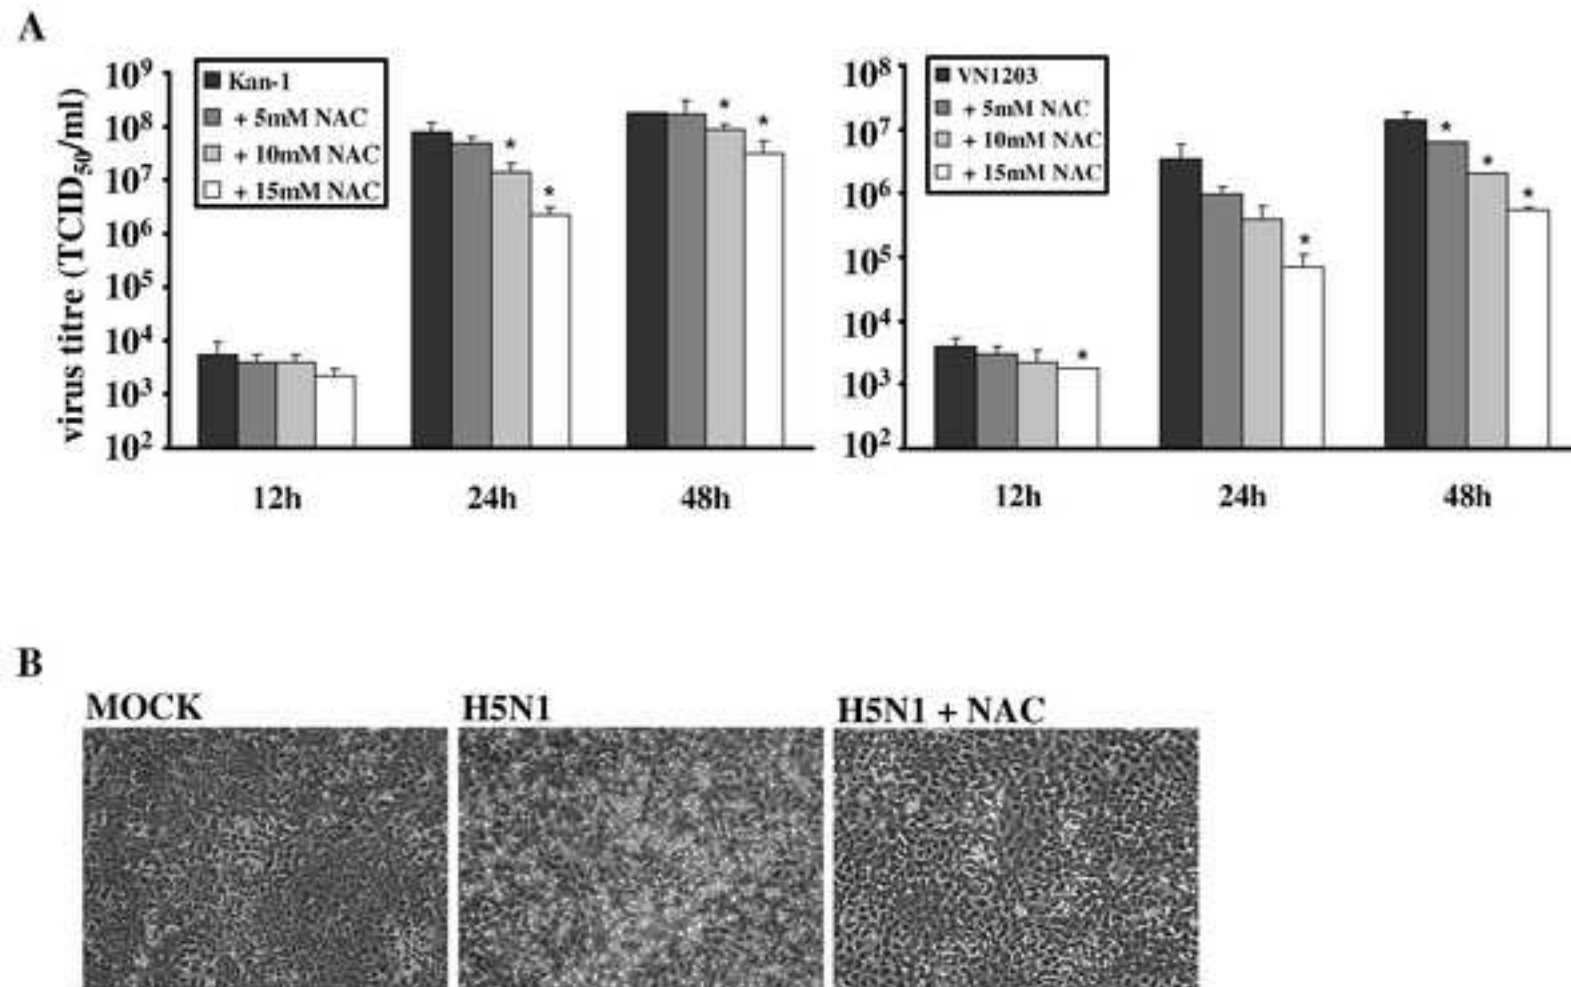 A
virus titre (TCID50/ml)
10⁹
10⁸
10⁷
10⁶
10⁵
10⁴
10³
10²
Kan-1
+ 5mM NAC
+ 10mM NAC
+ 15mM NAC
*
*
*
*
12h
24h
48h
10⁸
10⁷
10⁶
10⁵
10⁴
10³
10²
VN1203
+ 5mM NAC
+ 10mM NAC
+ 15mM NAC
*
*
*
*
*
12h
24h
48h
B
MOCK
H5N1
H5N1 + NAC